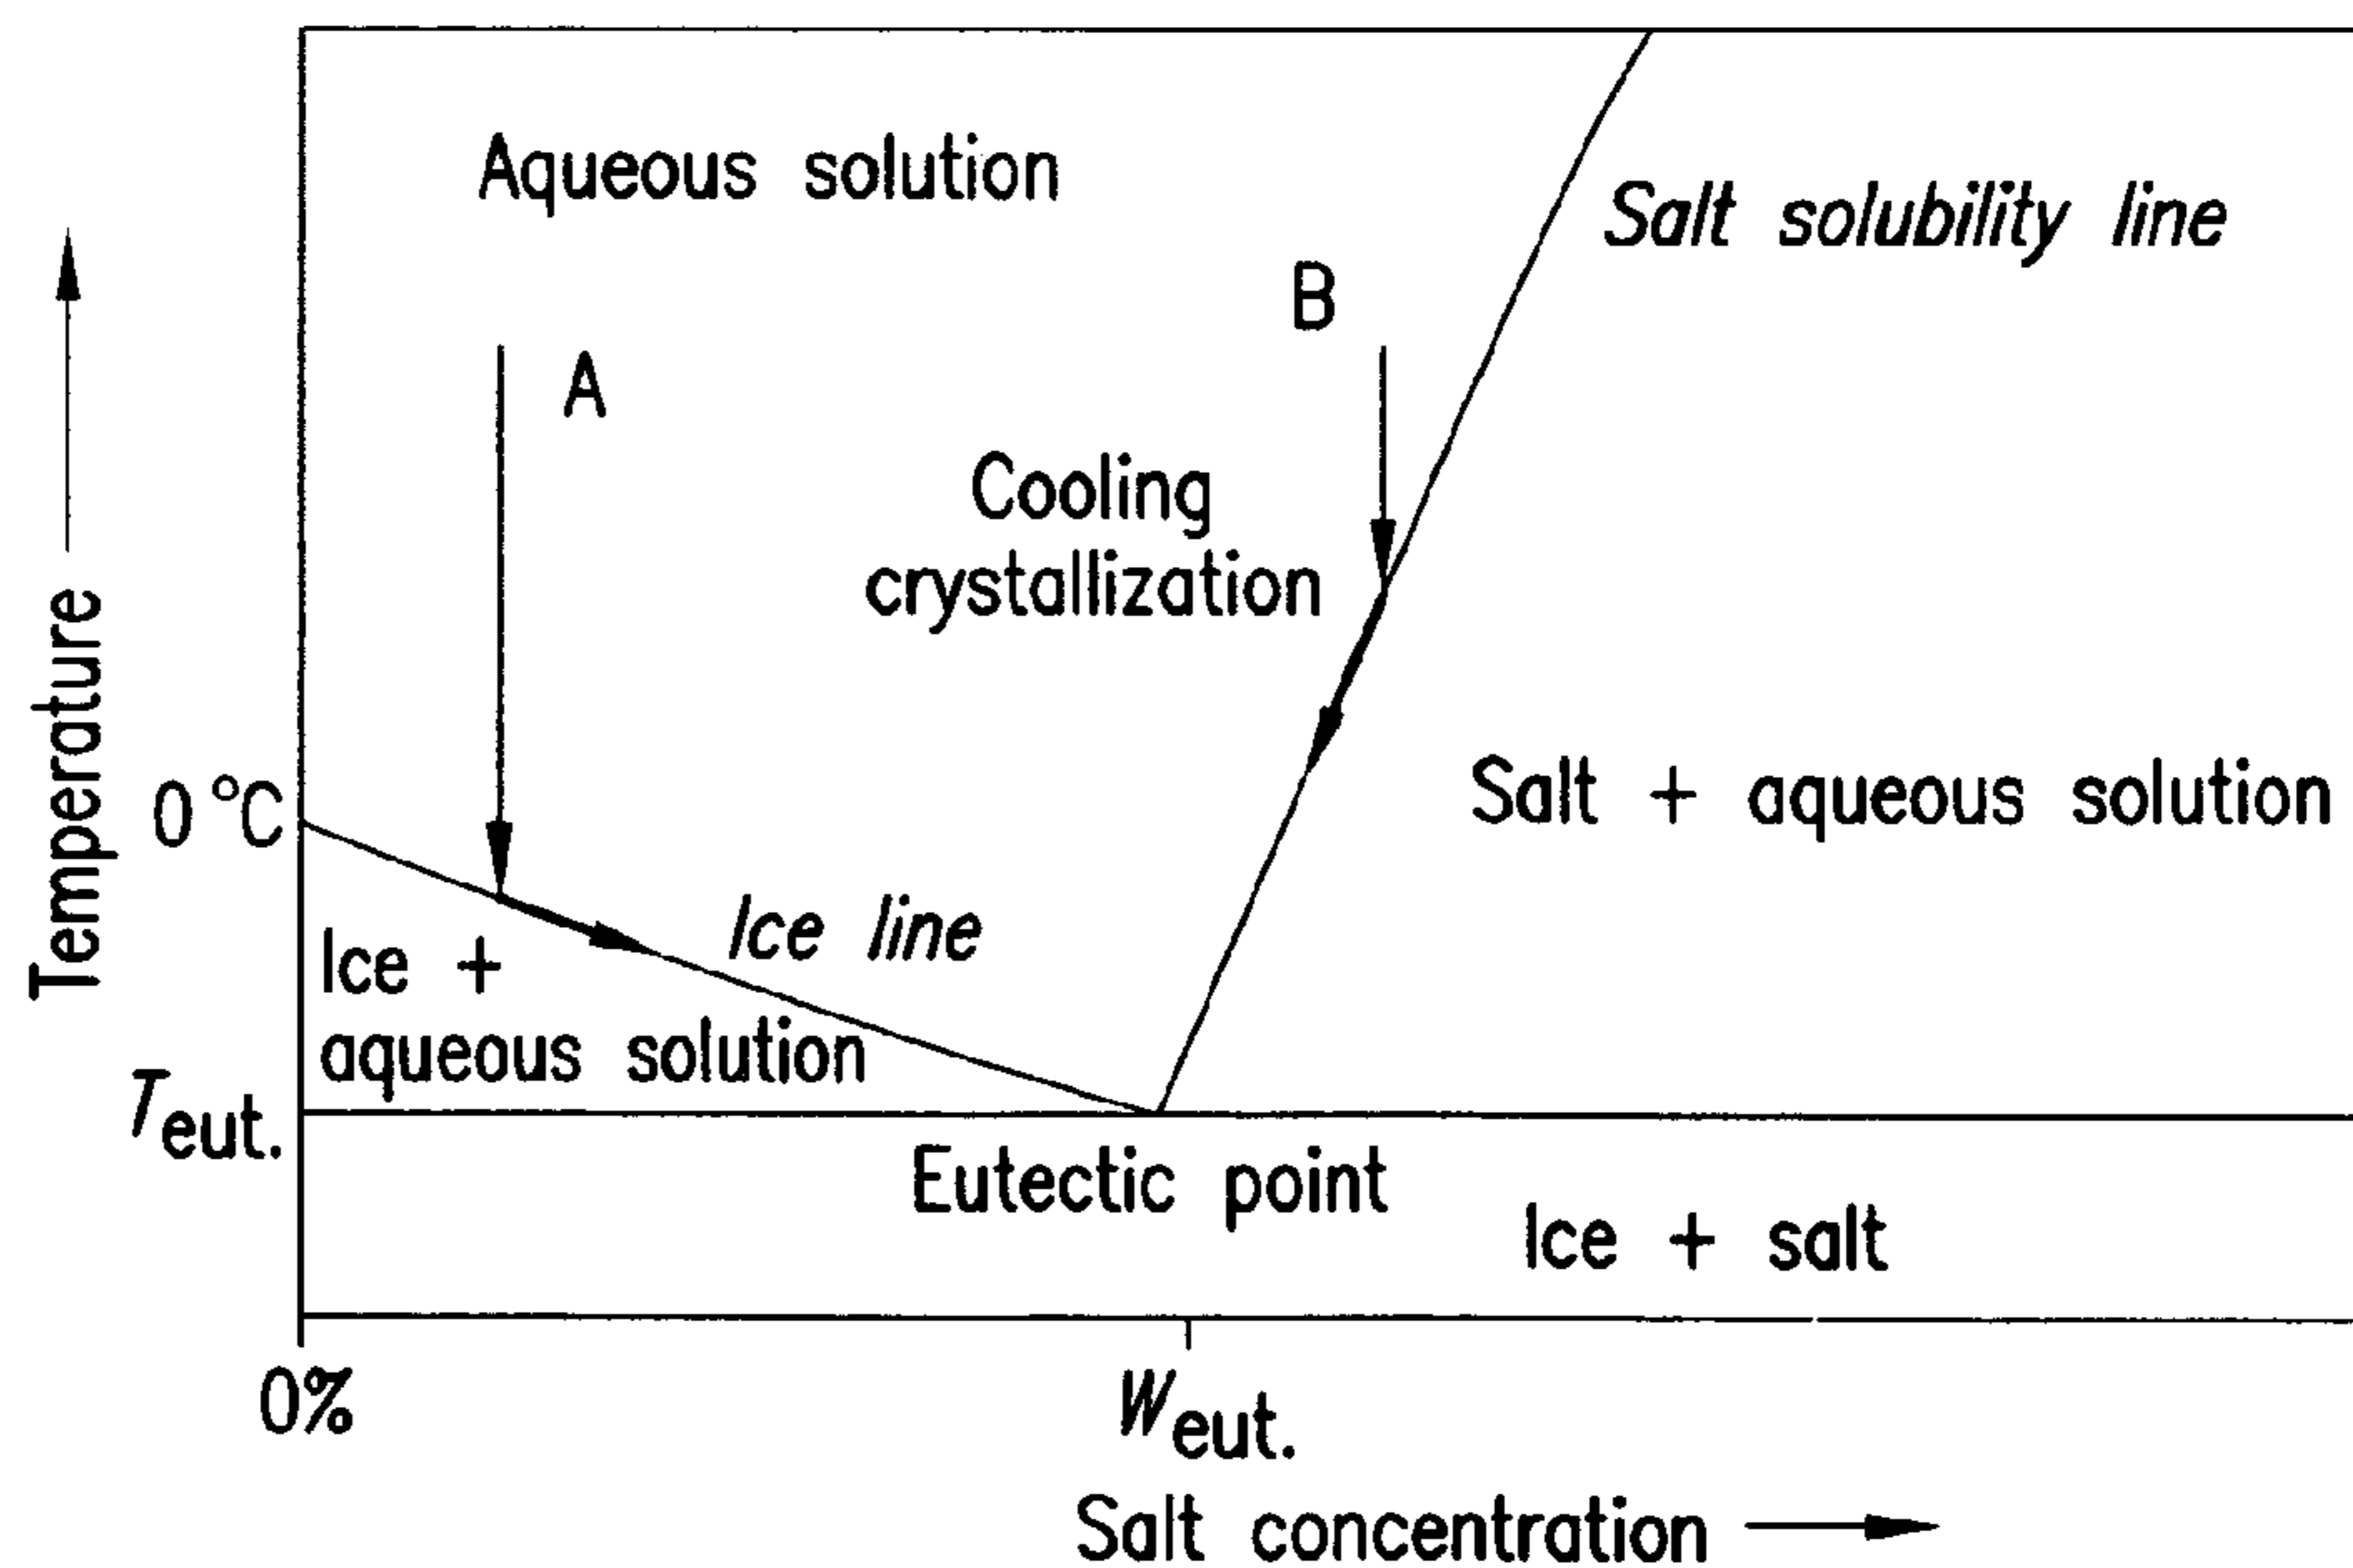 Aqueous solution
Salt solubility line
B
A
Cooling
crystallization
Temperature
0 °C
Salt + aqueous solution
Ice line
Ice +
aqueous solution
Teut.
Eutectic point
Ice + salt
0%
Weut.
Salt concentration